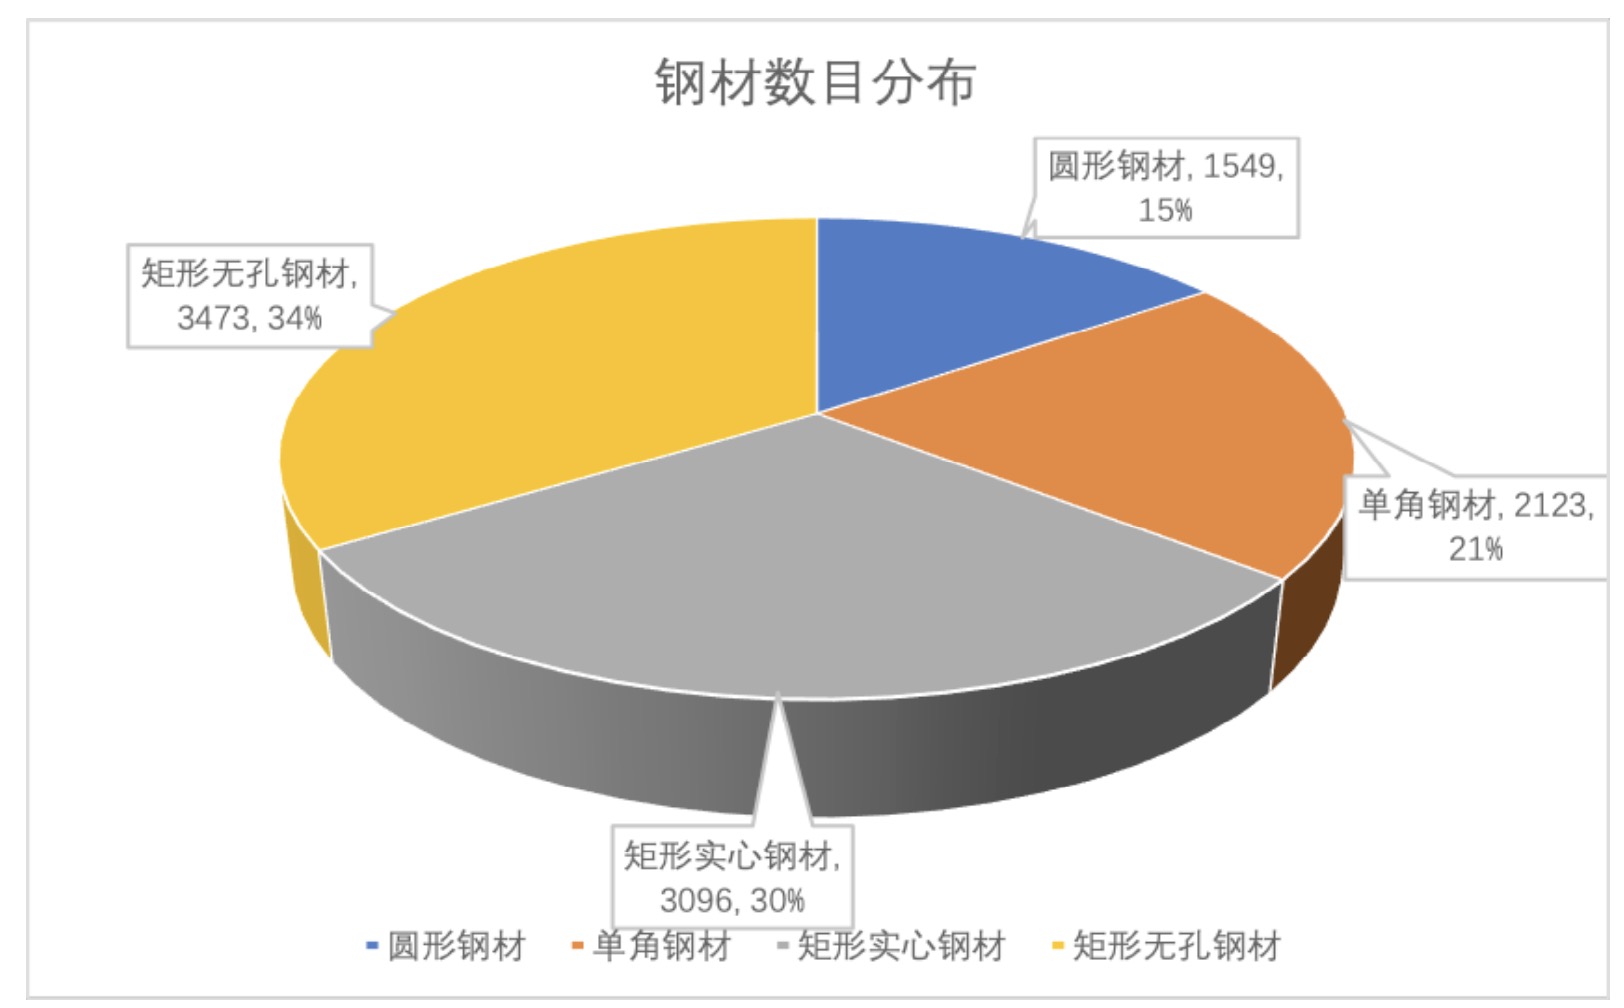 钢材数目分布
圆形钢材, 1549,
15%
矩形无孔钢材,
3473, 34%
单角钢材, 2123,
21%
矩形实心钢材,
3096, 30%
圆形钢材 单角钢材 矩形实心钢材 矩形无孔钢材